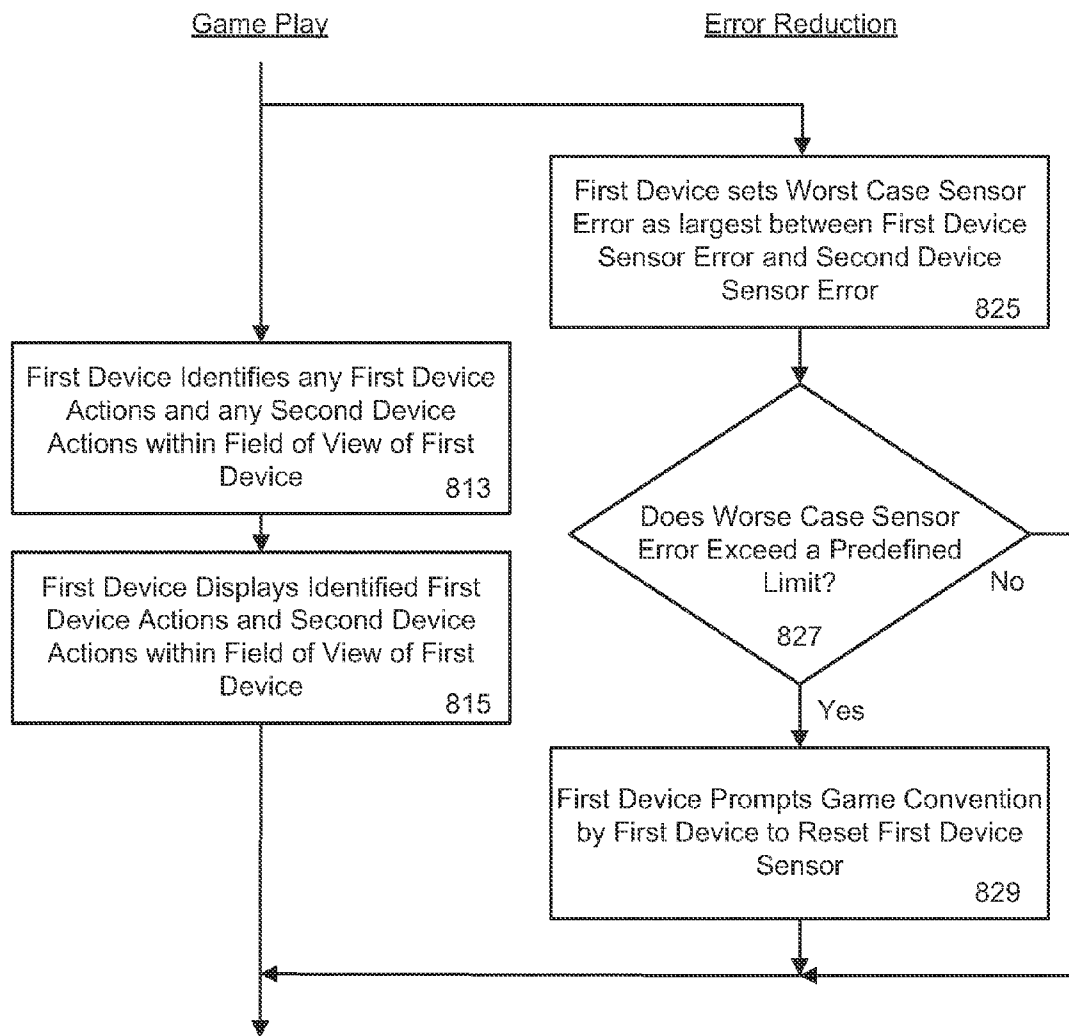 Game Play
Error Reduction
First Device sets Worst Case Sensor
Error as largest between First Device
Sensor Error and Second Device
Sensor Error
825
First Device Identifies any First Device
Actions and any Second Device
Actions within Field of View of First
Device
813
Does Worse Case Sensor
Error Exceed a Predefined
Limit?
827
No
Yes
First Device Displays Identified First
Device Actions and Second Device
Actions within Field of View of First
Device
815
First Device Prompts Game Convention
by First Device to Reset First Device
Sensor
829